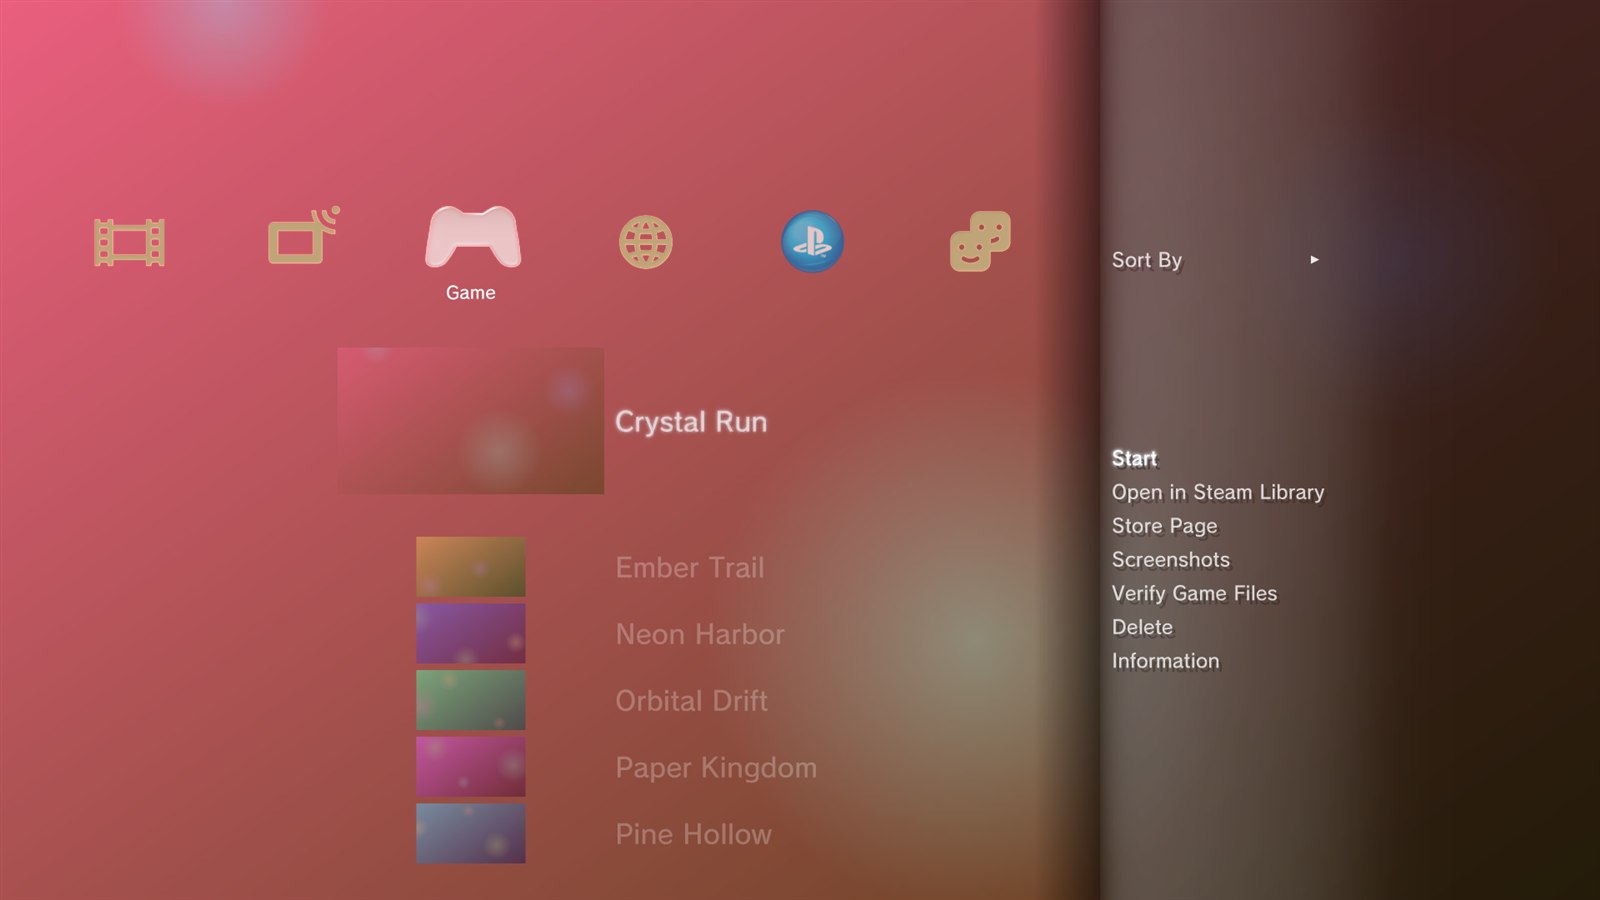 Game
Crystal Run
Ember Trail
Neon Harbor
Orbital Drift
Paper Kingdom
Pine Hollow
Sort By
Start
Open in Steam Library
Store Page
Screenshots
Verify Game Files
Delete
Information